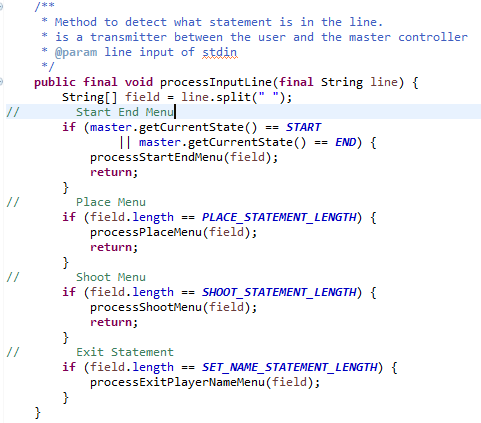 /**
 * Method to detect what statement is in the line.
 * is a transmitter between the user and the master controller
 * @param line input of stdin
 */
public final void processInputLine(final String line) {
    String[] field = line.split(" ");
//        Start End Menu
    if (master.getCurrentState() == START
            || master.getCurrentState() == END) {
        processStartEndMenu(field);
        return;
    }
//        Place Menu
    if (field.length == PLACE_STATEMENT_LENGTH) {
        processPlaceMenu(field);
        return;
    }
//        Shoot Menu
    if (field.length == SHOOT_STATEMENT_LENGTH) {
        processShootMenu(field);
        return;
    }
//        Exit Statement
    if (field.length == SET_NAME_STATEMENT_LENGTH) {
        processExitPlayerNameMenu(field);
    }
}